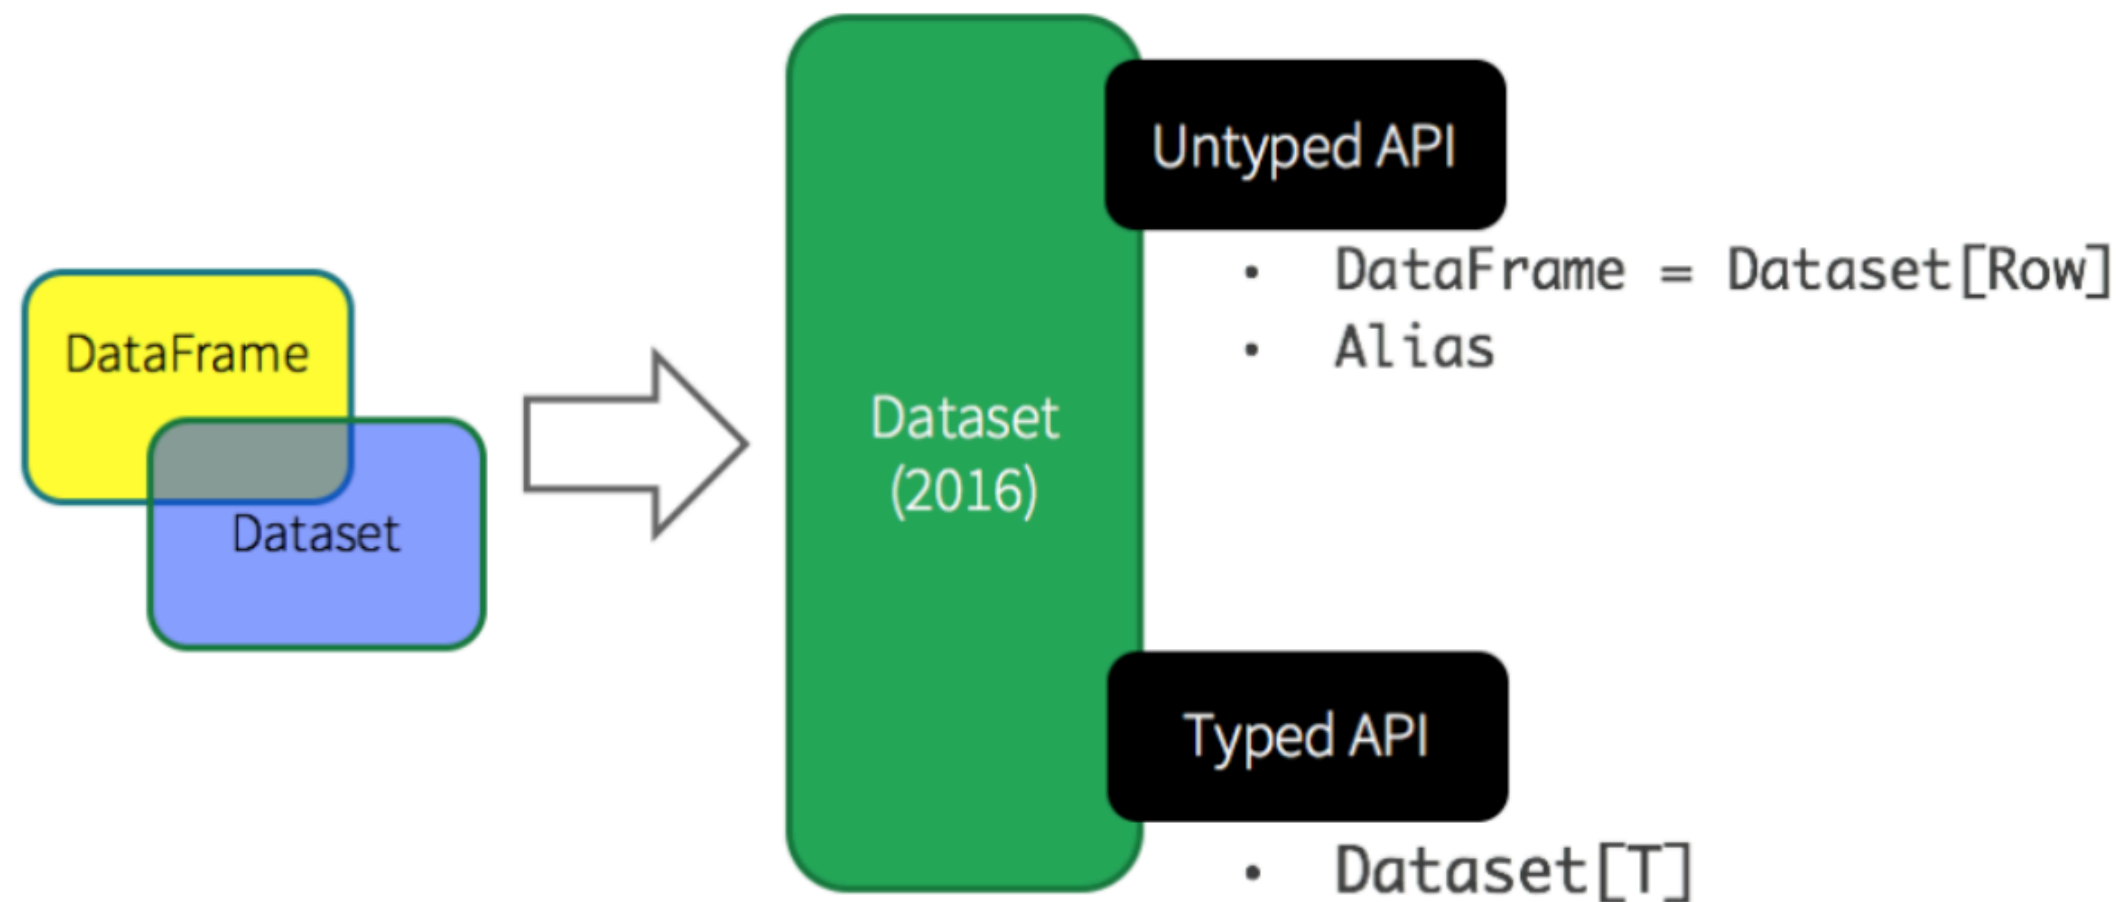 DataFrame
Dataset
Dataset
(2016)
Untyped API
• DataFrame = Dataset[Row]
• Alias
Typed API
• Dataset[T]